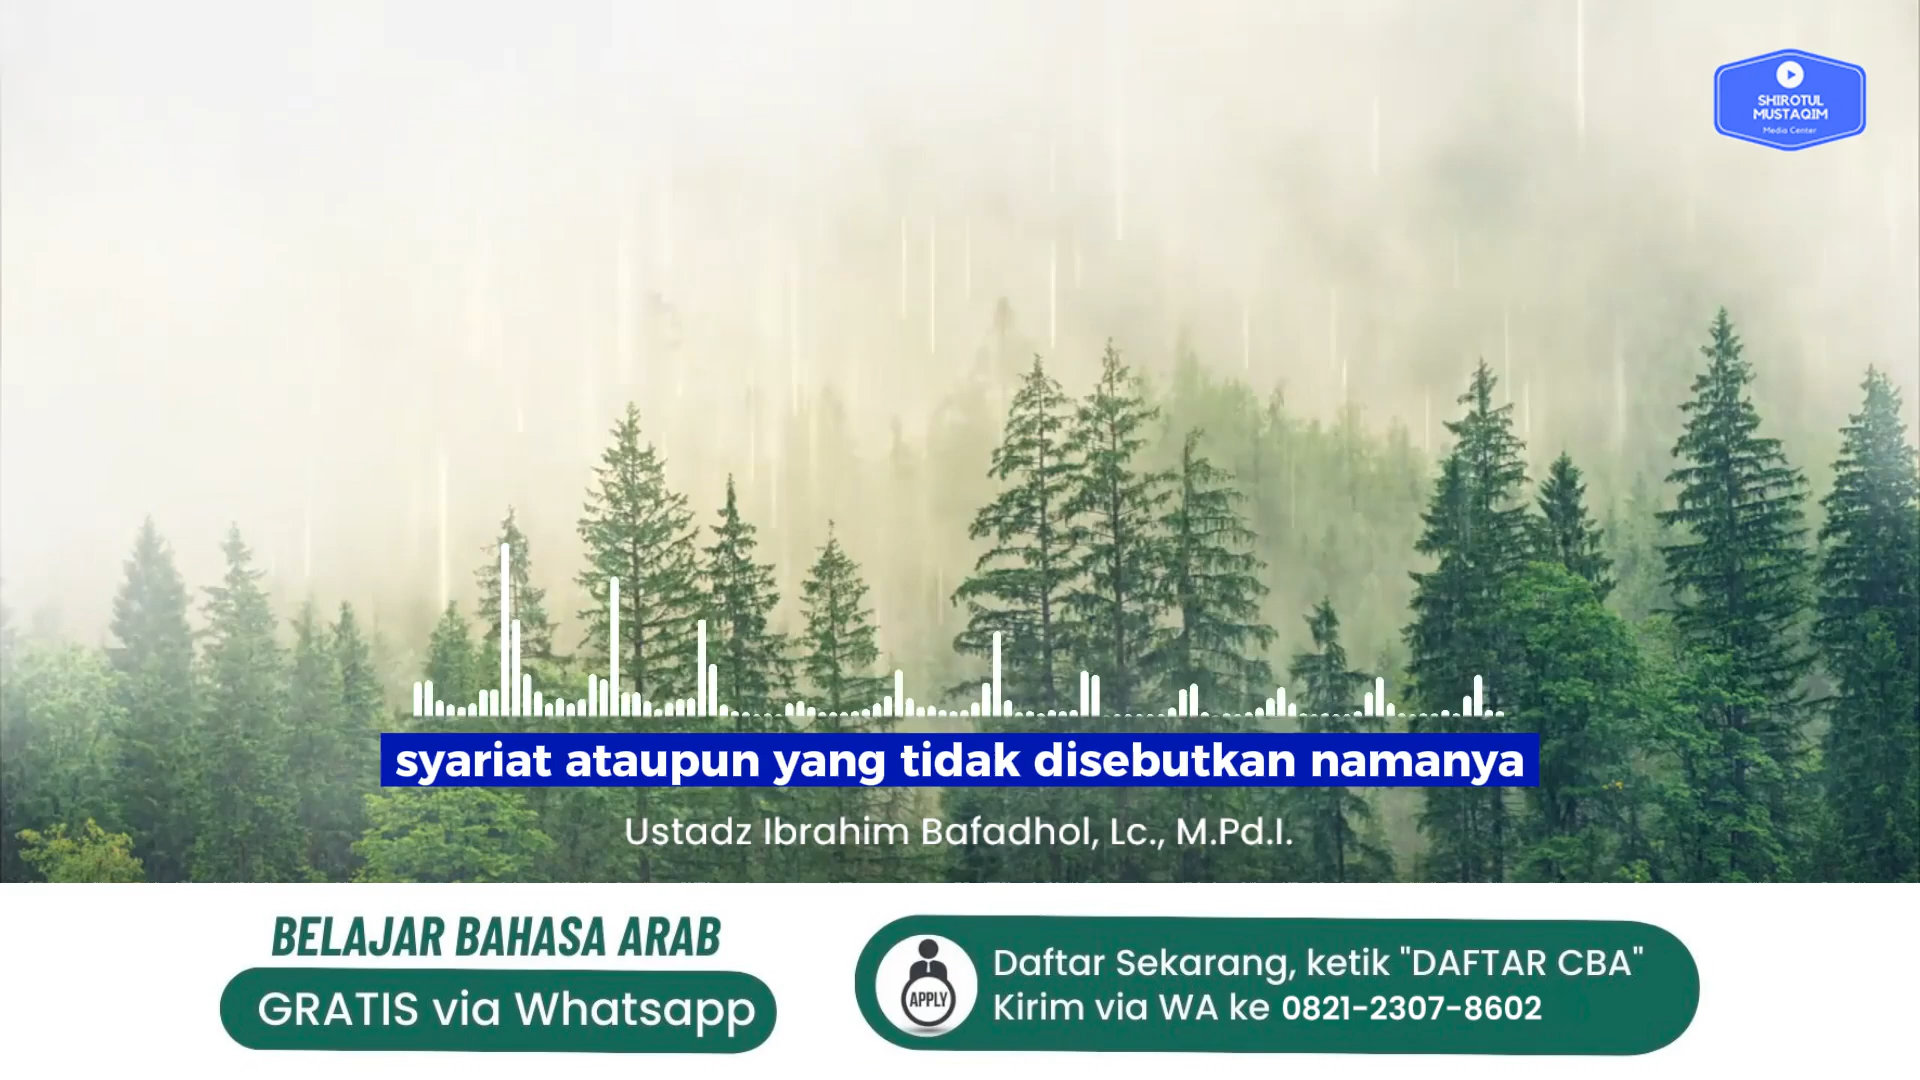 SHIROTUL
MUSTAQIM
Media Center
syariat ataupun yang tidak disebutkan namanya
Ustadz Ibrahim Bafadhol, Lc., M.Pd.I.
BELAJAR BAHASA ARAB
GRATIS via Whatsapp
APPLY
Daftar Sekarang, ketik "DAFTAR CBA"
Kirim via WA ke 0821-2307-8602